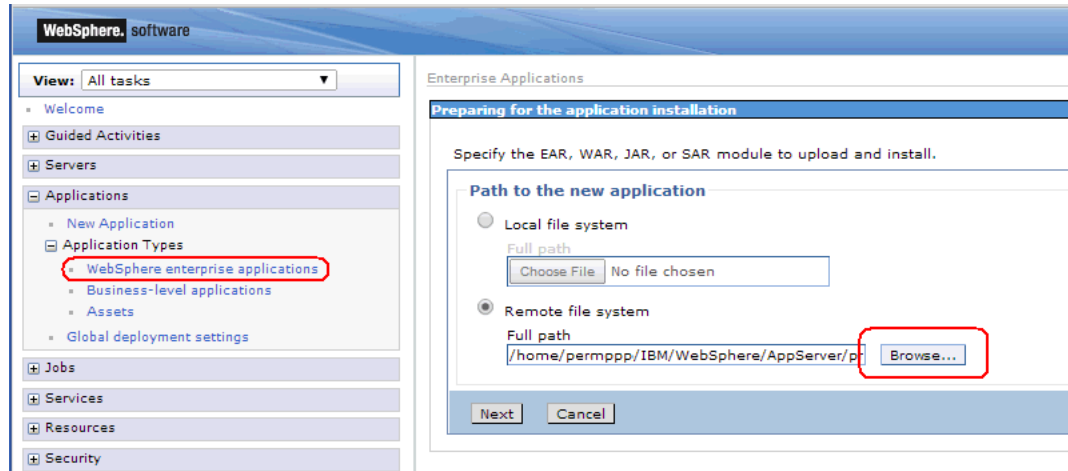 WebSphere. software
View: All tasks
Welcome
Guided Activities
Servers
Applications
New Application
Application Types
WebSphere enterprise applications
Business-level applications
Assets
Global deployment settings
Jobs
Services
Resources
Security
Enterprise Applications
Preparing for the application installation
Specify the EAR, WAR, JAR, or SAR module to upload and install.
Path to the new application
Local file system
Full path
Choose File No file chosen
Remote file system
Full path
/home/permppp/IBM/WebSphere/AppServer/pr Browse...
Next Cancel